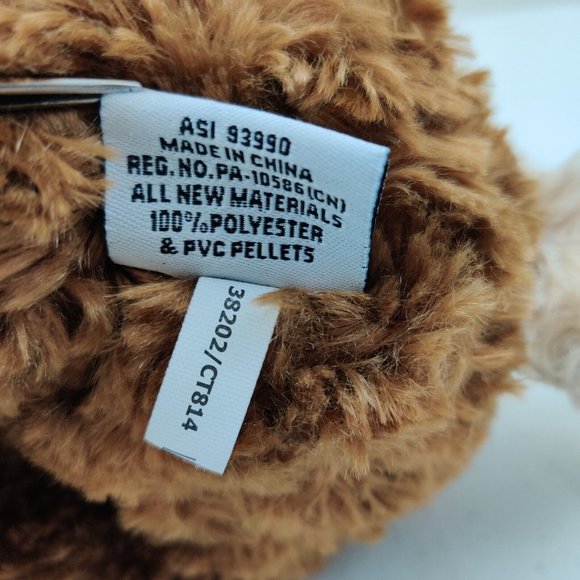 ASI 93990
MADE IN CHINA
REG.NO.PA-10586(CN)
ALL NEW MATERIALS
100%POLYESTER
& PVC PELLETS
38202/CT814